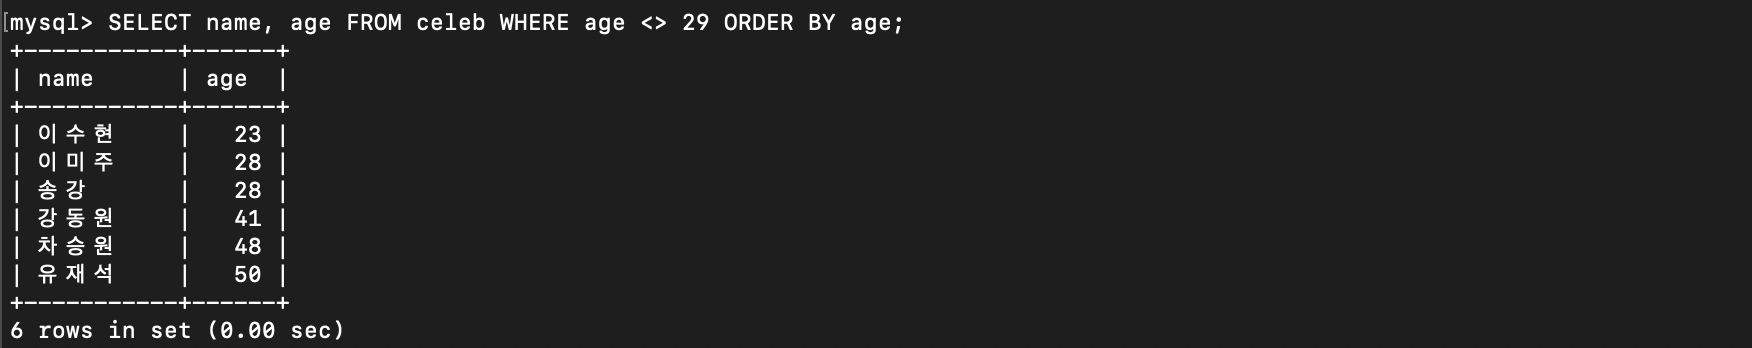 [mysql> SELECT name, age FROM celeb WHERE age <> 29 ORDER BY age;
+-----------+------+
| name      | age  |
+-----------+------+
| 이수현     |   23 |
| 이미주     |   28 |
| 송강      |   28 |
| 강동원     |   41 |
| 차승원     |   48 |
| 유재석     |   50 |
+-----------+------+
6 rows in set (0.00 sec)